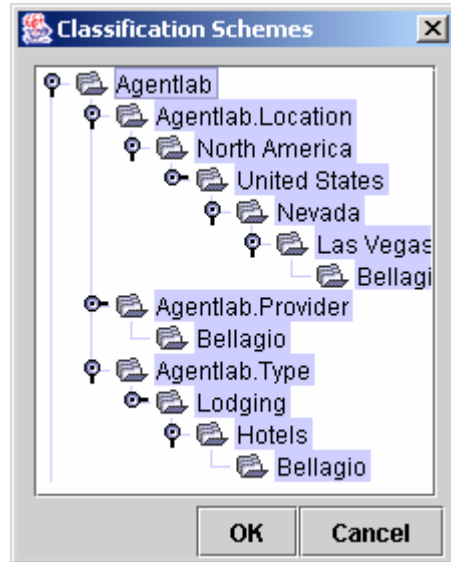 Classification Schemes
Agentlab
Agentlab.Location
North America
United States
Nevada
Las Vegas
Bellagi
Agentlab.Provider
Bellagio
Agentlab.Type
Lodging
Hotels
Bellagio
OK Cancel